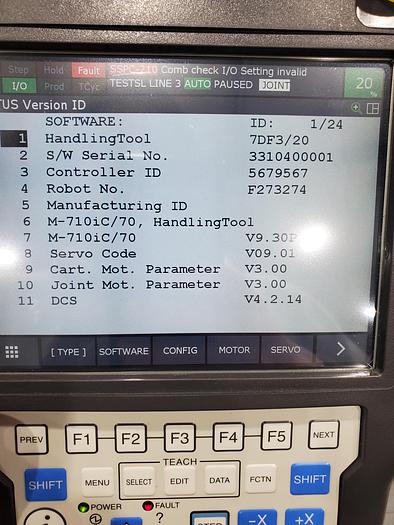 Step Hold Fault SSPC-210 Comb check I/O Setting invalid
I/O Prod TCyc TESTSL LINE 3 AUTO PAUSED JOINT 20 %
TUS Version ID
SOFTWARE: ID: 1/24
1 HandlingTool 7DF3/20
2 S/W Serial No. 3310400001
3 Controller ID 5679567
4 Robot No. F273274
5 Manufacturing ID
6 M-710iC/70, HandlingTool
7 M-710iC/70 V9.30P
8 Servo Code V09.01
9 Cart. Mot. Parameter V3.00
10 Joint Mot. Parameter V3.00
11 DCS V4.2.14
[ TYPE ] SOFTWARE CONFIG MOTOR SERVO
PREV F1 F2 F3 F4 F5 NEXT
TEACH
SHIFT MENU SELECT EDIT DATA FCTN SHIFT
POWER FAULT
i ? STEP -X +X